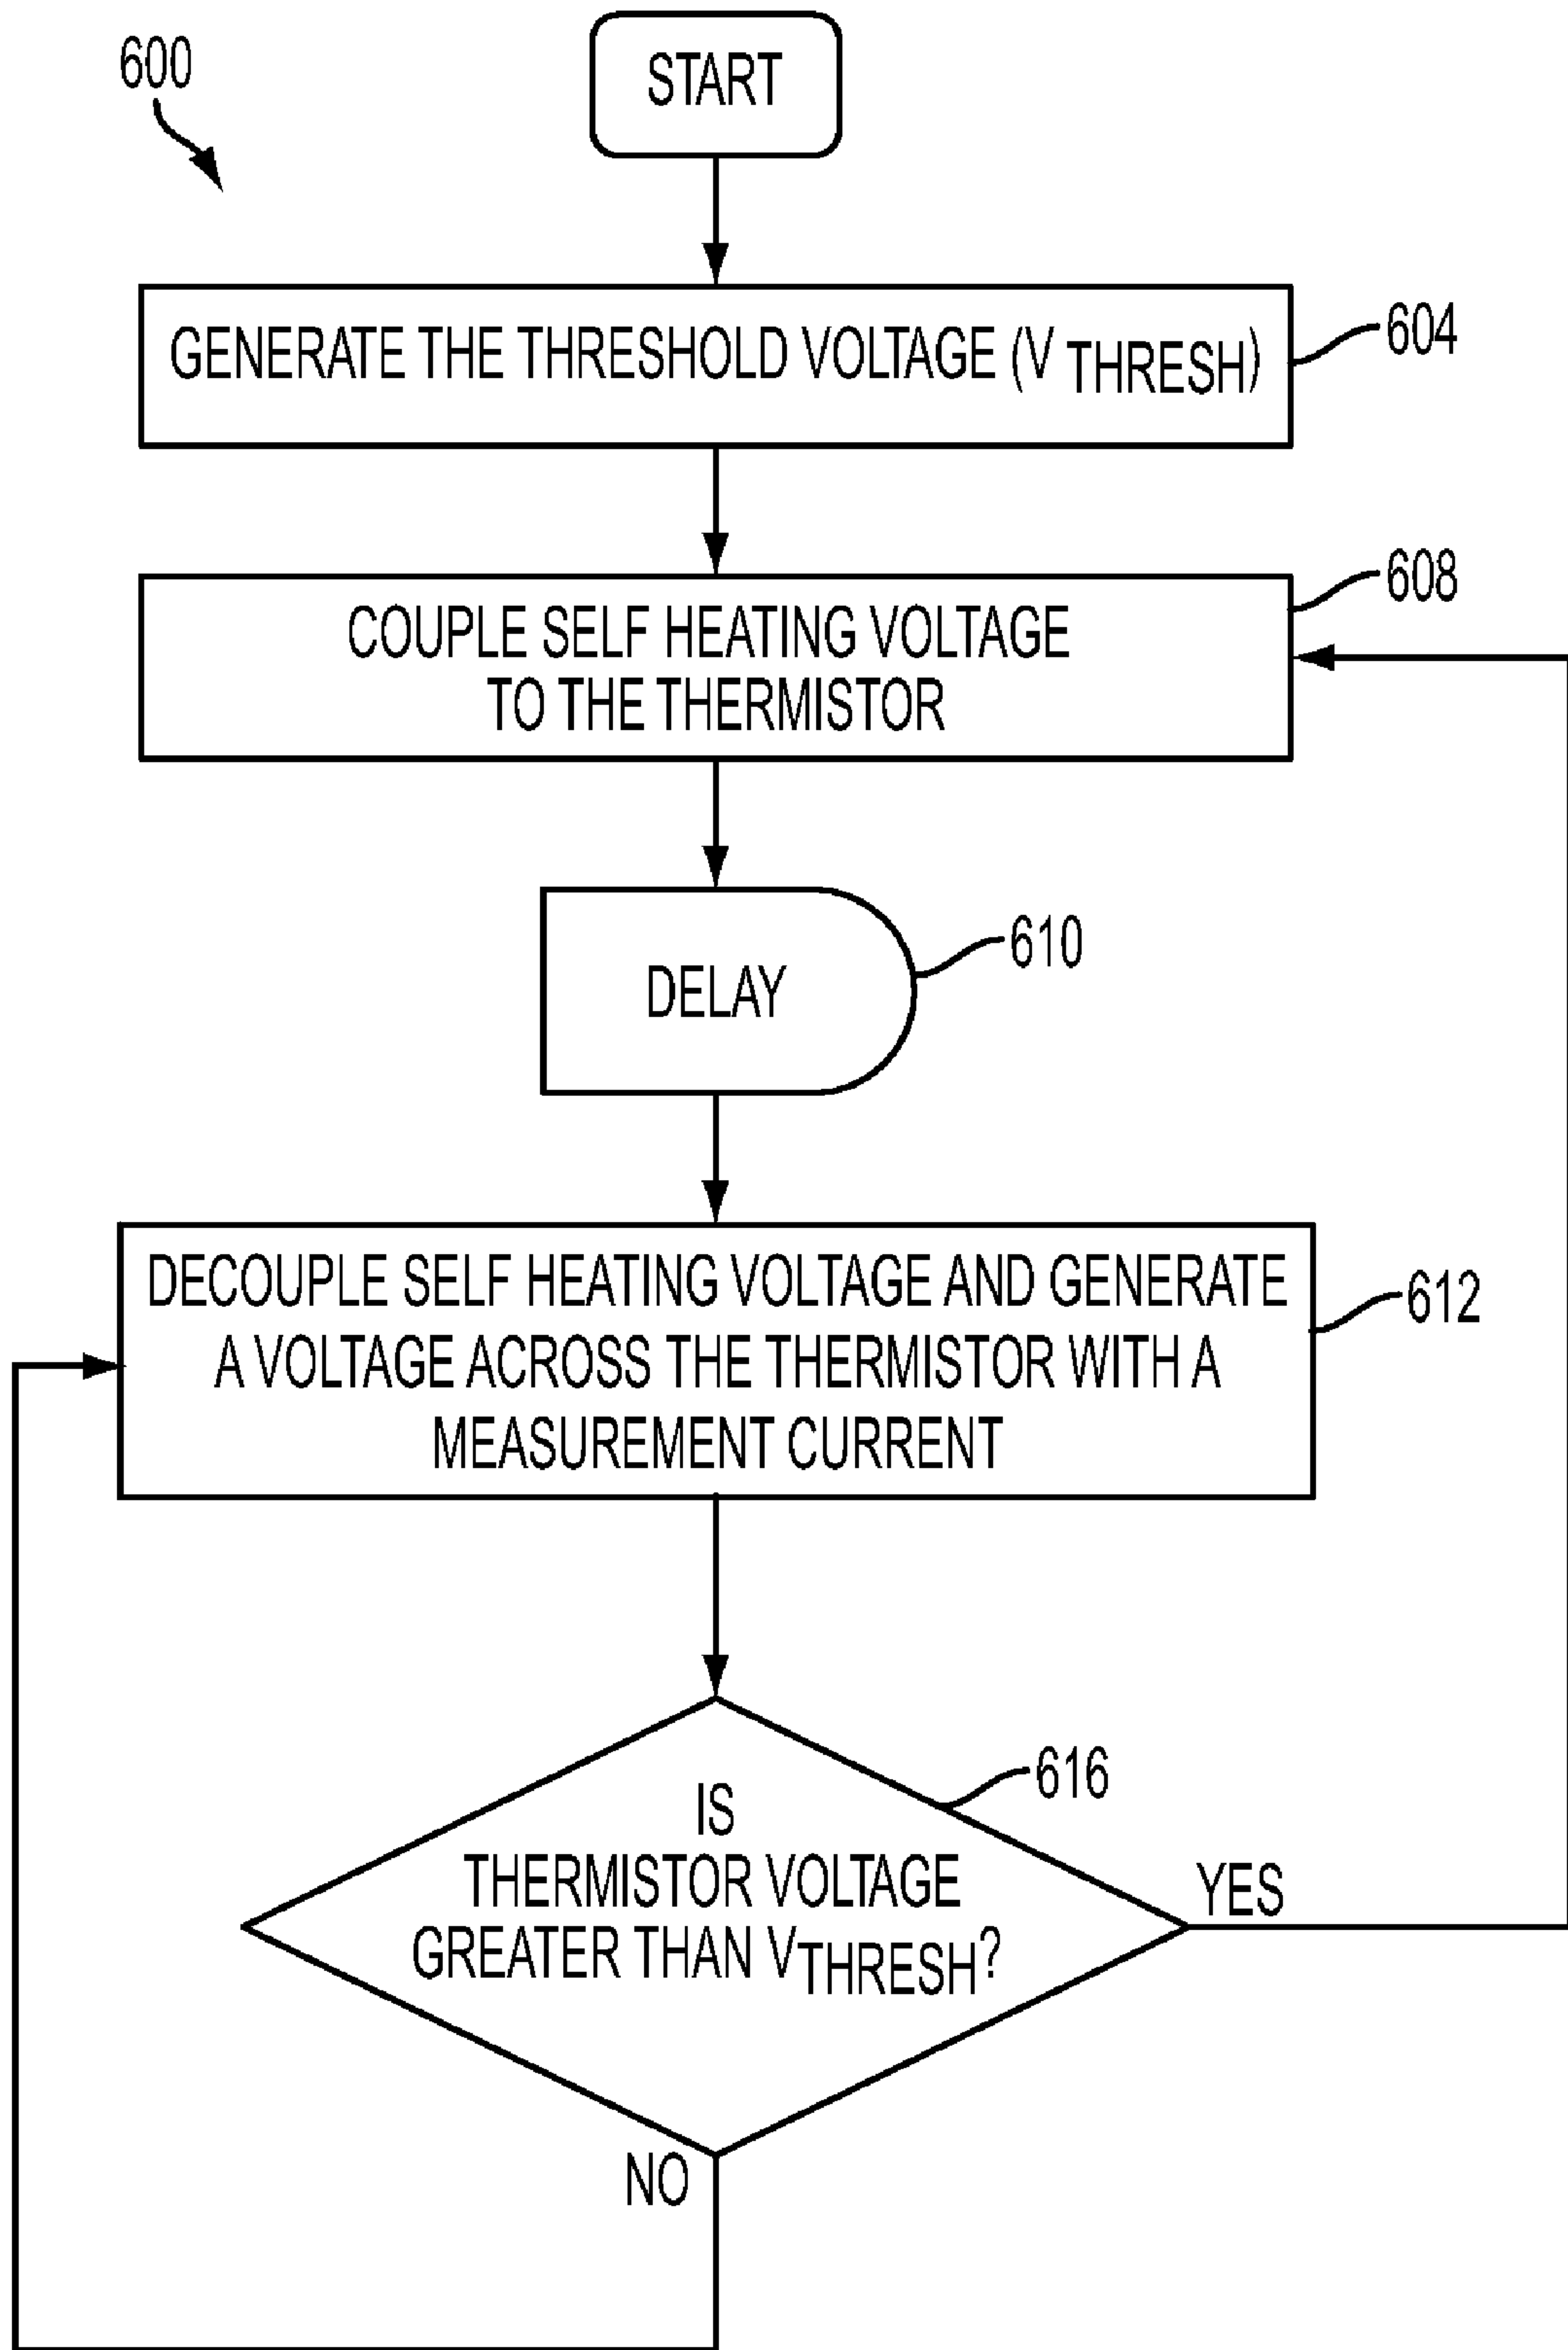 600
START
GENERATE THE THRESHOLD VOLTAGE (V THRESH)
604
COUPLE SELF HEATING VOLTAGE
TO THE THERMISTOR
608
DELAY
610
DECOUPLE SELF HEATING VOLTAGE AND GENERATE
A VOLTAGE ACROSS THE THERMISTOR WITH A
MEASUREMENT CURRENT
612
IS
THERMISTOR VOLTAGE
GREATER THAN VTHRESH?
616
YES
NO